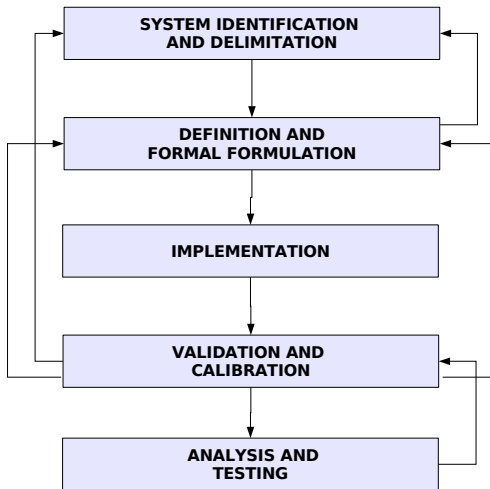 SYSTEM IDENTIFICATION
AND DELIMITATION
DEFINITION AND
FORMAL FORMULATION
IMPLEMENTATION
VALIDATION AND
CALIBRATION
ANALYSIS AND
TESTING